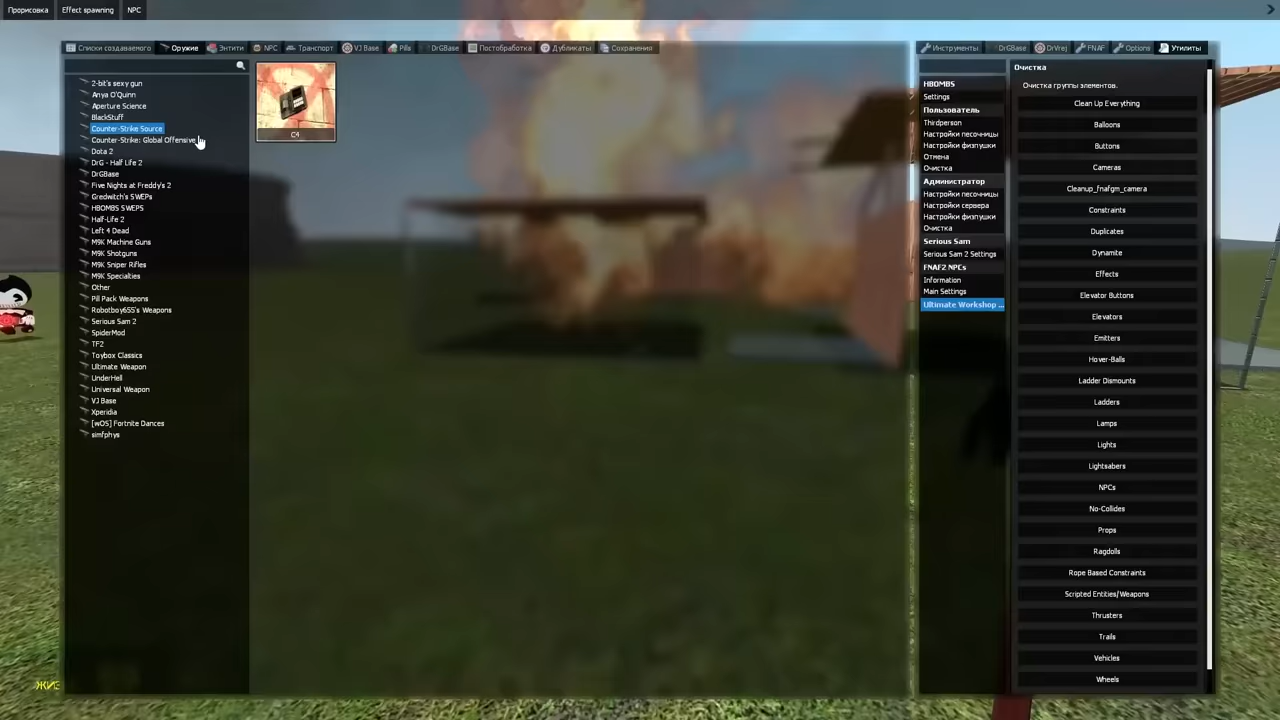 Прорисовка Effect spawning NPC
Списки создаваемого Оружие Энтити NPC Транспорт VJ Base Pills DrGBase Постобработка Дубликаты Сохранения
2-bit's sexy gun
Anya O'Quinn
Aperture Science
BlackStuff
Counter-Strike Source
Counter-Strike: Global Offensive
Dota 2
DrG - Half Life 2
DrGBase
Five Nights at Freddy's 2
Gredwitch's SWEPs
HBOMBS SWEPS
Half-Life 2
Left 4 Dead
M9K Machine Guns
M9K Shotguns
M9K Sniper Rifles
M9K Specialties
Other
Pill Pack Weapons
Robotboy655's Weapons
Serious Sam 2
SpiderMod
TF2
Toybox Classics
Ultimate Weapon
UnderHell
Universal Weapon
VJ Base
Xperidia
[wOS] Fortnite Dances
simfphys
C4
Инструменты DrGBase DrVrej FNAF Options Утилиты
HBOMBS
Settings
Пользователь
Thirdperson
Настройки песочницы
Настройки физпушки
Отмена
Очистка
Администратор
Настройки песочницы
Настройки сервера
Настройки физпушки
Очистка
Serious Sam
Serious Sam 2 Settings
FNAF2 NPCs
Information
Main Settings
Ultimate Workshop ...
Очистка
Очистка группы элементов.
Clean Up Everything
Balloons
Buttons
Cameras
Cleanup_fnafgm_camera
Constraints
Duplicates
Dynamite
Effects
Elevator Buttons
Elevators
Emitters
Hover-Balls
Ladder Dismounts
Ladders
Lamps
Lights
Lightsabers
NPCs
No-Collides
Props
Ragdolls
Rope Based Constraints
Scripted Entities/Weapons
Thrusters
Trails
Vehicles
Wheels